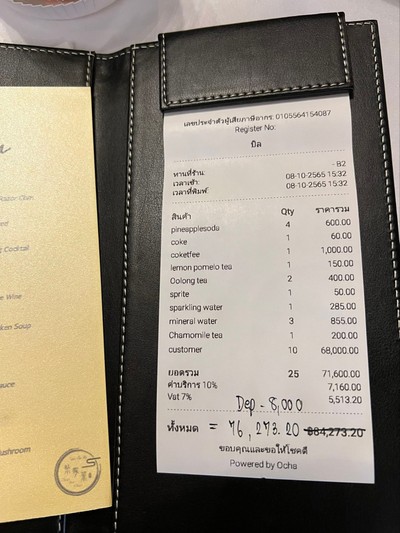 เลขประจำตัวผู้เสียภาษีอากร: 0105564154087
Register No:
บิล
- B2
ทานที่ร้าน:
เวลาเข้า: 08-10-2565 15:32
เวลาที่พิมพ์: 08-10-2565 15:32
สินค้า Qty ราคารวม
pinespplesodu 4 600.00
coke 1 60.00
coketfee 1 1,000.00
lemon pomelo tea 1 150.00
Oolong tea 2 400.00
sprite 1 50.00
sparkling water 1 285.00
mineral water 3 855.00
Chamomile tea 1 200.00
customer 10 68,000.00
ยอดรวม 25 71,600.00
ค่าบริการ 10% 7,160.00
Vat 7% 5,513.20
Dep - 8,000
ทั้งหมด = 76,273.20 ฿84,273.20
ขอบคุณและขอให้โชคดี
Powered by Ocha
Razor Clam
Cocktail
Wine
Soup